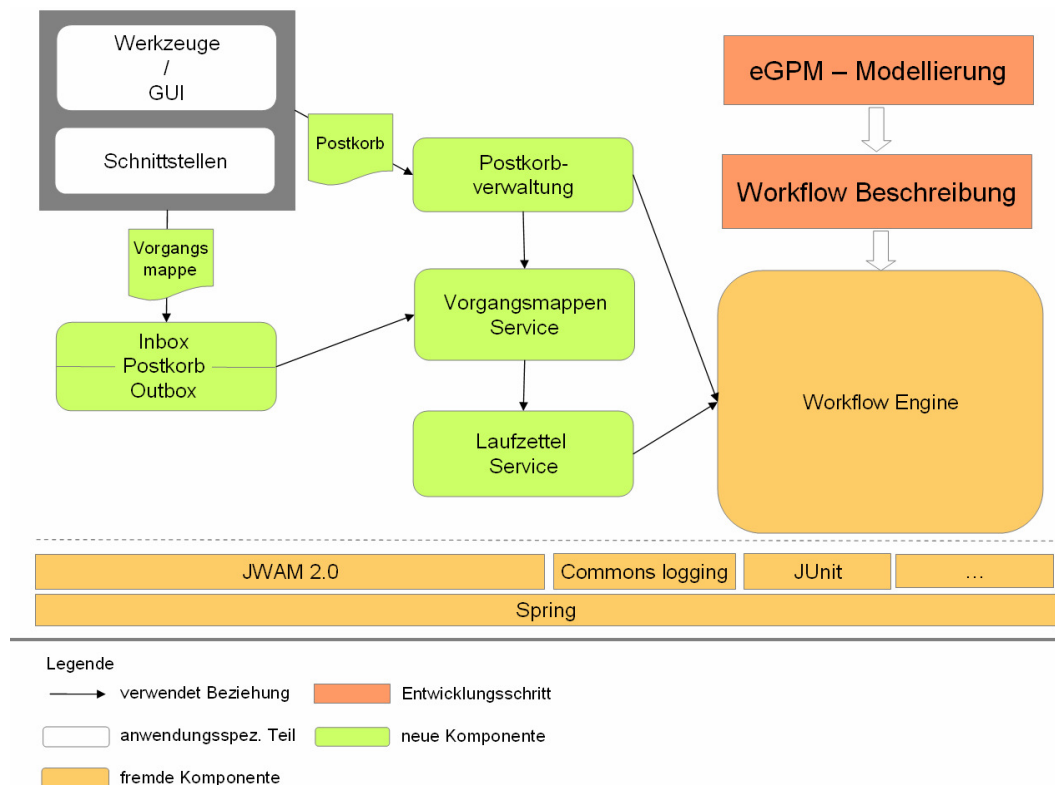 Werkzeuge
/
GUI
Schnittstellen
Postkorb
Vorgangs
mappe
Inbox
Postkorb
Outbox
Postkorb-
verwaltung
Vorgangsmappen
Service
Laufzettel
Service
eGPM – Modellierung
Workflow Beschreibung
Workflow Engine
JWAM 2.0
Commons logging
JUnit
...
Spring
Legende
verwendet Beziehung
Entwicklungsschritt
anwendungsspez. Teil
neue Komponente
fremde Komponente